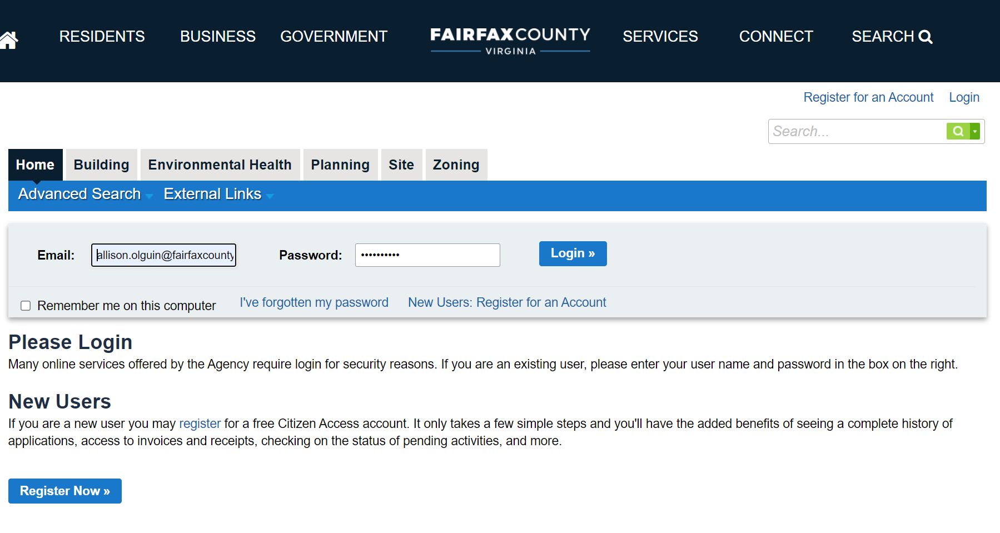 RESIDENTS BUSINESS GOVERNMENT FAIRFAX COUNTY SERVICES CONNECT SEARCH
VIRGINIA
Register for an Account Login
Search...
Home Building Environmental Health Planning Site Zoning
Advanced Search External Links
Email: allison.olguin@fairfaxcounty Password: •••••••••• Login »
Remember me on this computer I've forgotten my password New Users: Register for an Account
Please Login
Many online services offered by the Agency require login for security reasons. If you are an existing user, please enter your user name and password in the box on the right.
New Users
If you are a new user you may register for a free Citizen Access account. It only takes a few simple steps and you'll have the added benefits of seeing a complete history of
applications, access to invoices and receipts, checking on the status of pending activities, and more.
Register Now »